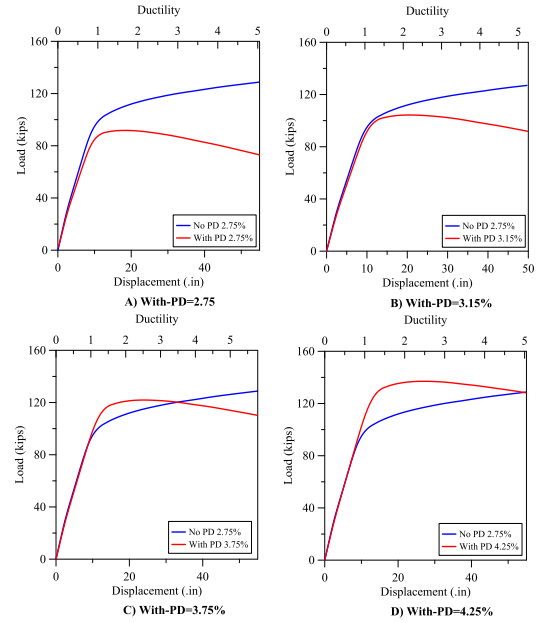 Ductility
0 1 2 3 4 5
160
120
80
40
0
Load (kips)
No PD 2.75%
With PD 2.75%
0 20 40
Displacement (.in)
A) With-PD=2.75
Ductility
0 1 2 3 4 5
160
120
80
40
0
Load (kips)
No PD 2.75%
With PD 3.15%
0 10 20 30 40 50
Displacement (.in)
B) With-PD=3.15%
Ductility
0 1 2 3 4 5
160
120
80
40
0
Load (kips)
No PD 2.75%
With PD 3.75%
0 20 40
Displacement (.in)
C) With-PD=3.75%
Ductility
0 1 2 3 4 5
160
120
80
40
0
Load (kips)
No PD 2.75%
With PD 4.25%
0 20 40
Displacement (.in)
D) With-PD=4.25%